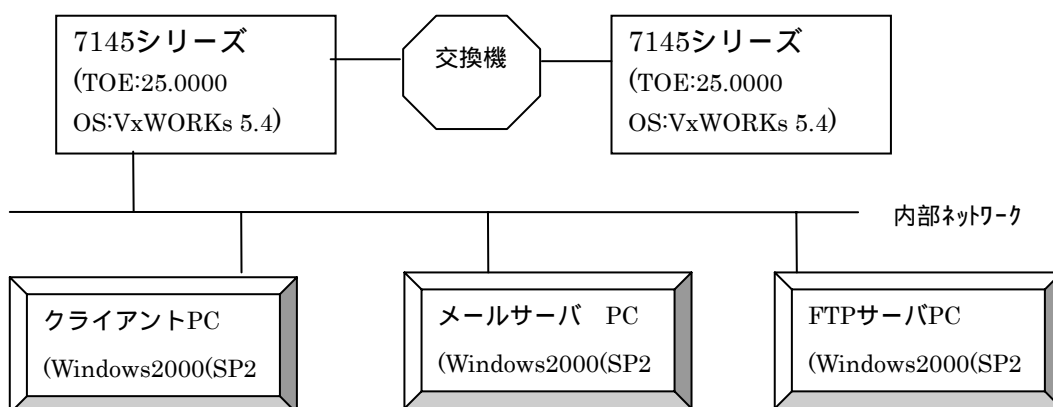 7145シリーズ
(TOE:25.0000
OS:VxWORKs 5.4)
交換機
7145シリーズ
(TOE:25.0000
OS:VxWORKs 5.4)
内部ネットワーク
クライアントPC
(Windows2000(SP2
メールサーバ　PC
(Windows2000(SP2
FTPサーバPC
(Windows2000(SP2